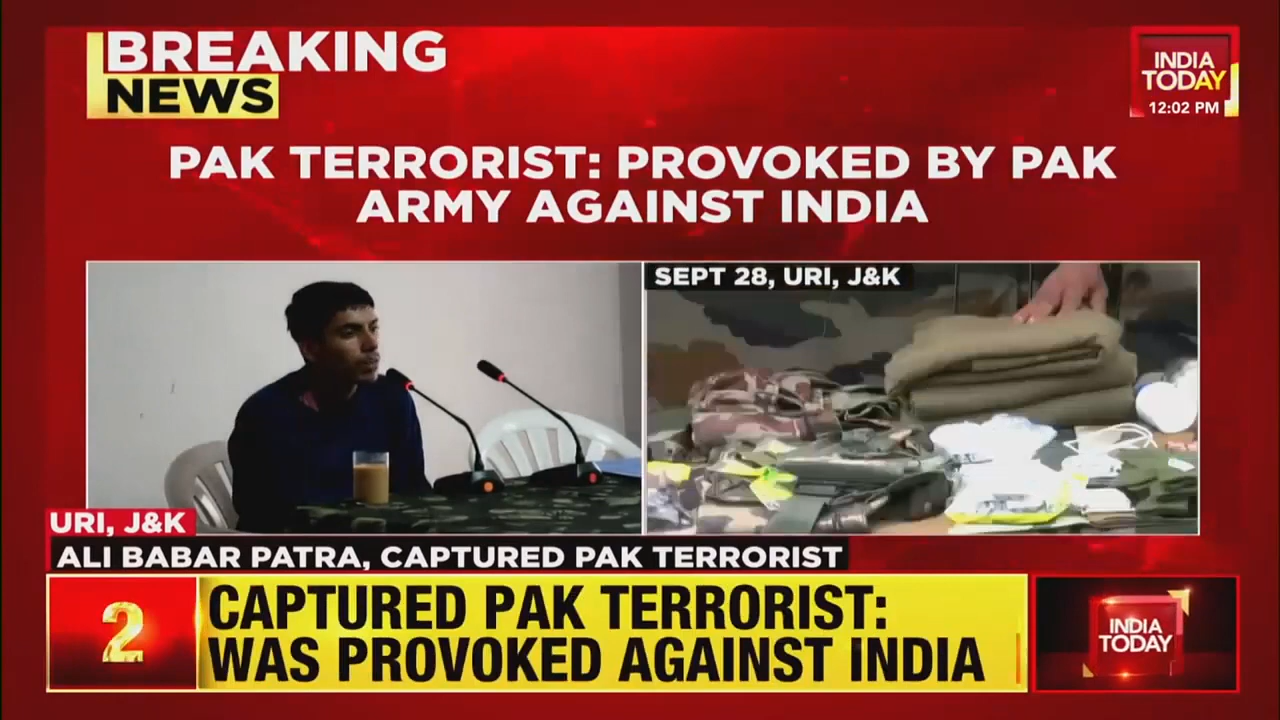 BREAKING
NEWS
INDIA
TODAY
12:02 PM
PAK TERRORIST: PROVOKED BY PAK
ARMY AGAINST INDIA
SEPT 28, URI, J&K
URI, J&K
ALI BABAR PATRA, CAPTURED PAK TERRORIST
2
CAPTURED PAK TERRORIST:
WAS PROVOKED AGAINST INDIA
INDIA
TODAY